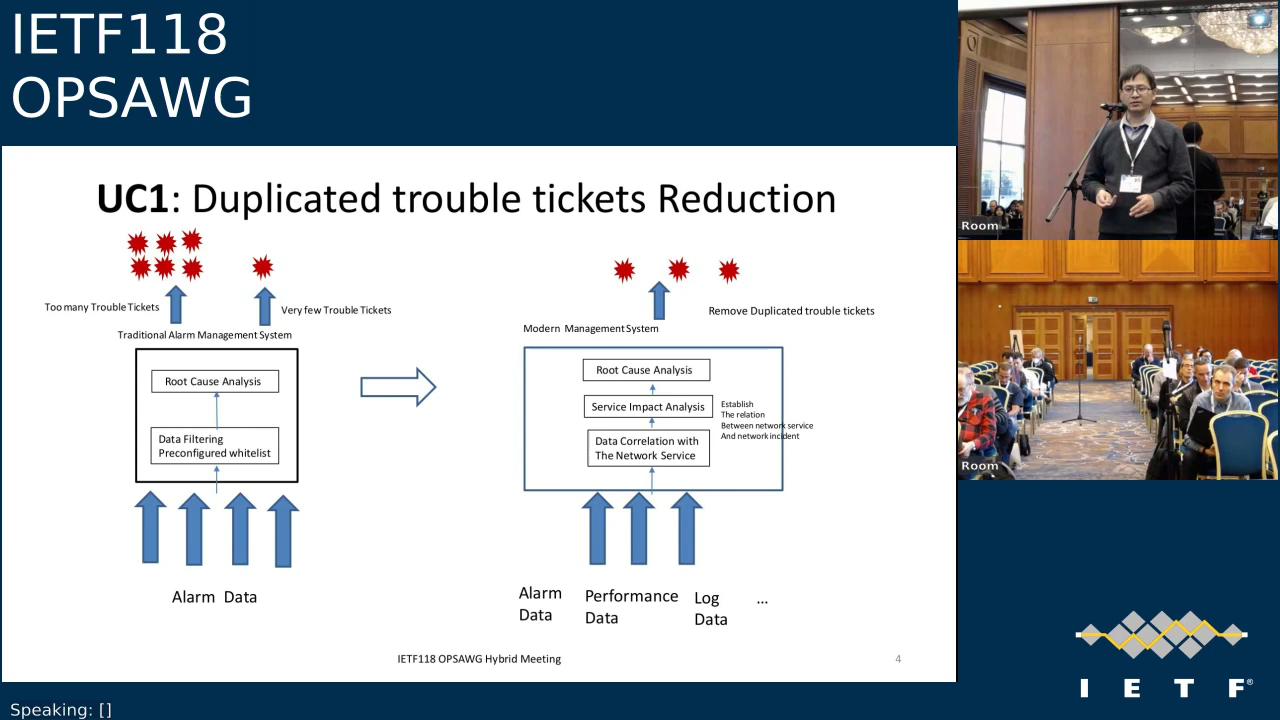 IETF118
OPSAWG
UC1: Duplicated trouble tickets Reduction
Too many Trouble Tickets
Very few Trouble Tickets
Traditional Alarm Management System
Root Cause Analysis
Data Filtering
Preconfigured whitelist
Alarm Data
Remove Duplicated trouble tickets
Modern Management System
Root Cause Analysis
Service Impact Analysis
Establish
The relation
Between network service
And network incident
Data Correlation with
The Network Service
Alarm
Data
Performance
Data
Log
Data
...
IETF118 OPSAWG Hybrid Meeting
4
Room
Room
I E T F®
Speaking: []